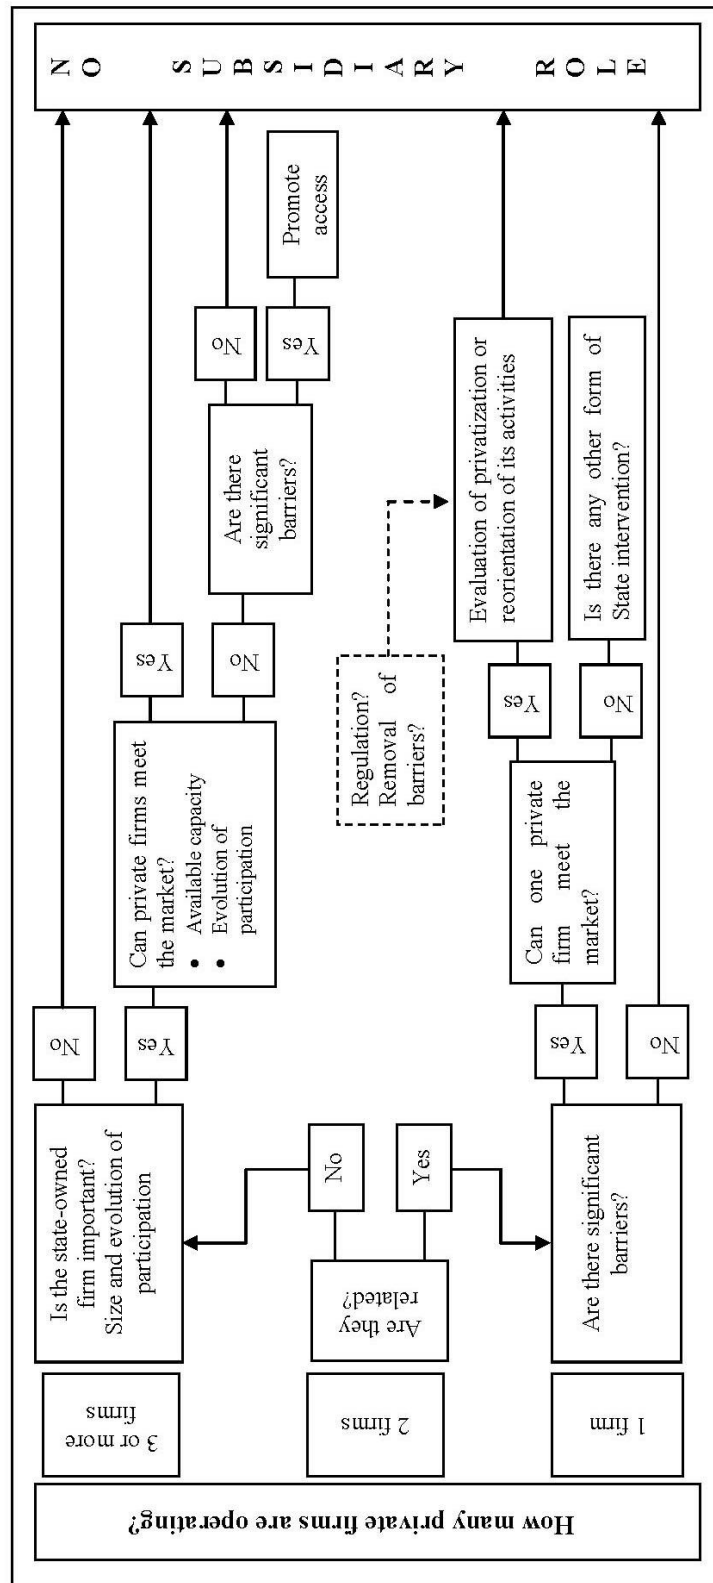 How many private firms are operating?
3 or more
firms
2 firms
1 firm
Is the state-owned
firm important?
Size and evolution of
participation
Are they
related?
Are there significant
barriers?
No
Yes
No
Yes
Yes
No
Can private firms meet
the market?
• Available capacity
• Evolution of
participation
Can one private
firm meet the
market?
Yes
No
Regulation?
Removal of
barriers?
Yes
No
Are there
significant
barriers?
Evaluation of privatization or
reorientation of its activities
Is there any other form of
State intervention?
No
Yes
Promote
access
NO SUBSIDIARY ROLE